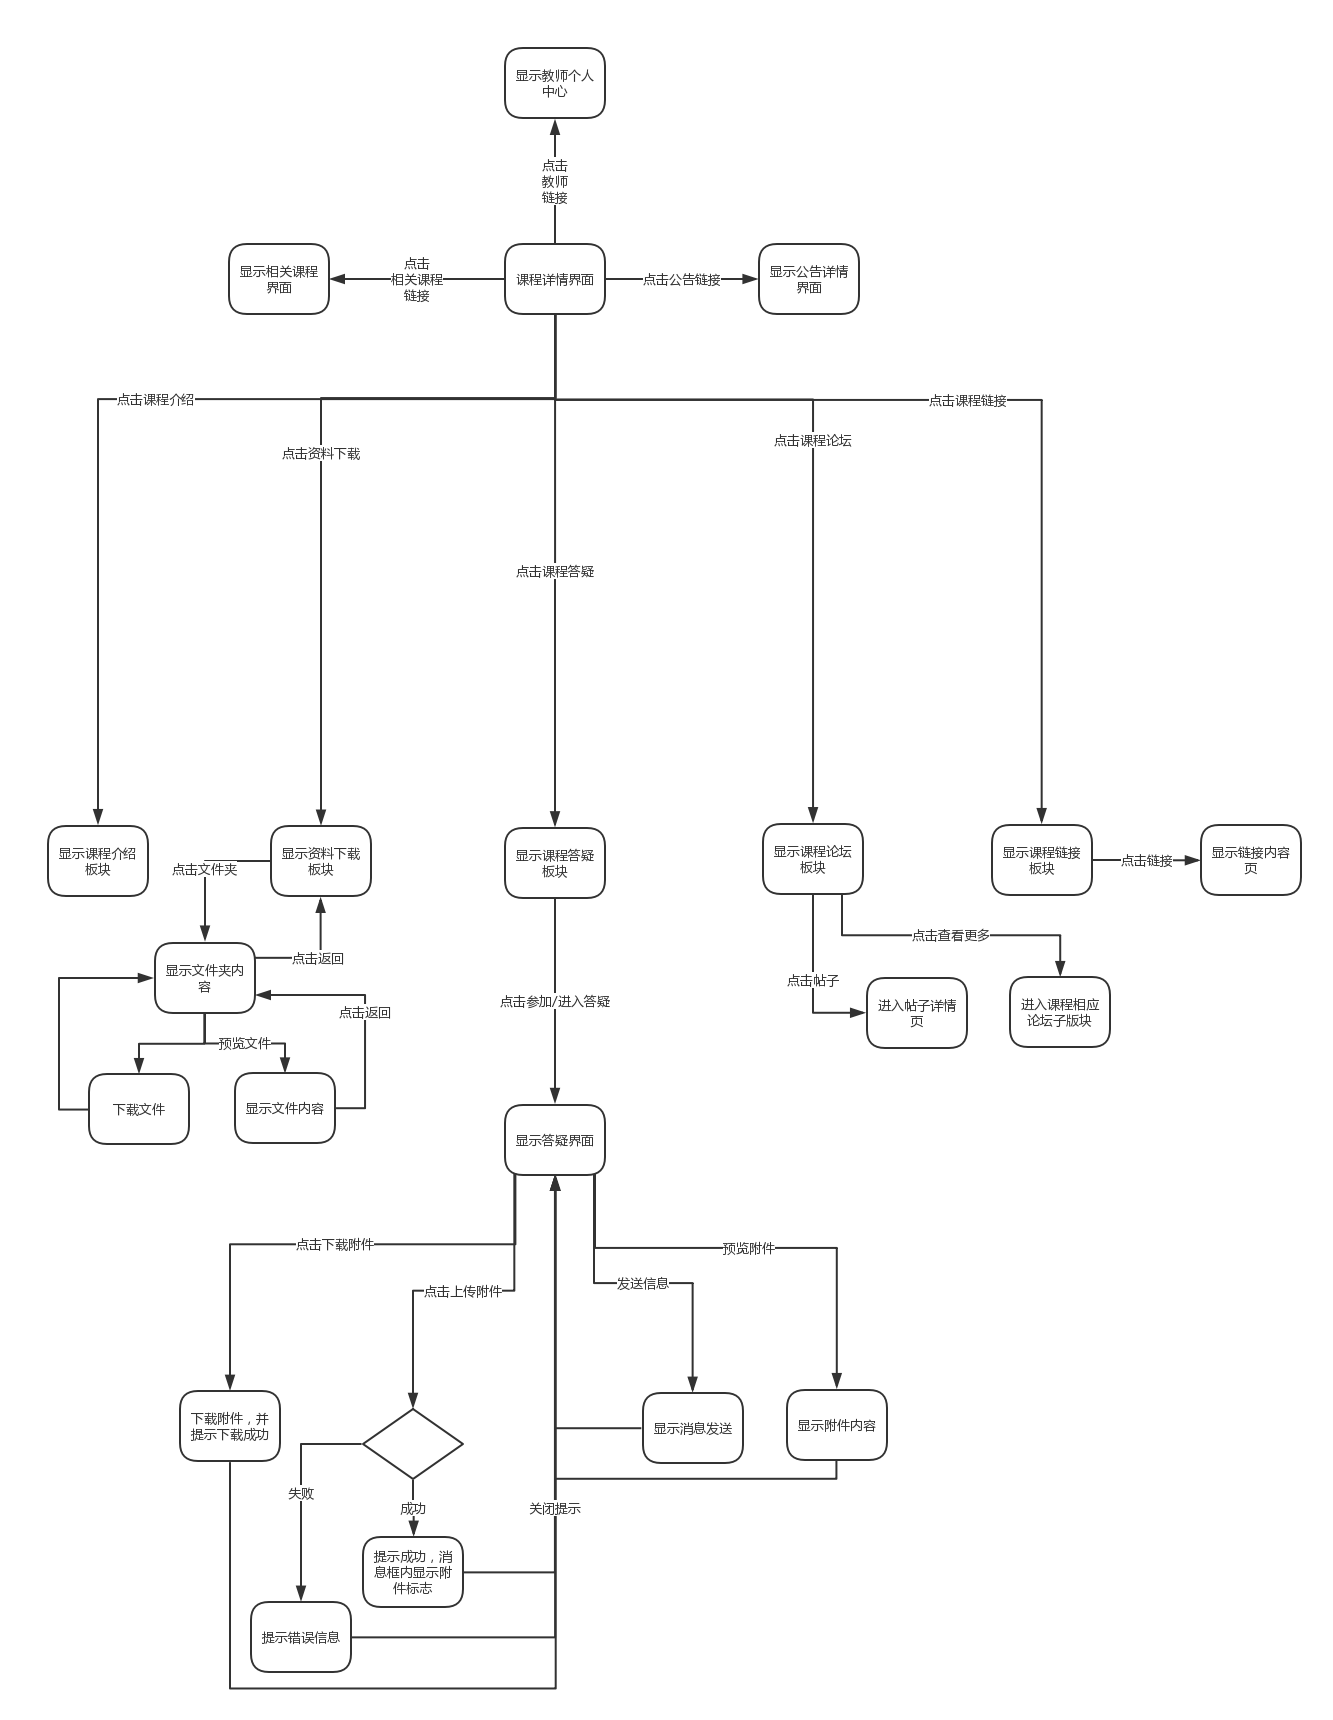 显示教师个人
中心
点击
教师
链接
显示相关课程
界面
点击
相关课程
链接
课程详情界面
点击公告链接
显示公告详情
界面
点击课程介绍
点击课程链接
点击课程论坛
点击资料下载
点击课程答疑
显示课程介绍
板块
显示资料下载
板块
显示课程答疑
板块
显示课程论坛
板块
显示课程链接
板块
点击链接
显示链接内容
页
点击文件夹
点击返回
点击查看更多
显示文件夹内
容
点击帖子
点击参加/进入答疑
进入帖子详情
页
进入课程相应
论坛子版块
点击返回
预览文件
下载文件
显示文件内容
显示答疑界面
点击下载附件
预览附件
点击上传附件
发送信息
下载附件，并
提示下载成功
显示消息发送
显示附件内容
失败
成功
关闭提示
提示成功，消
息框内显示附
件标志
提示错误信息